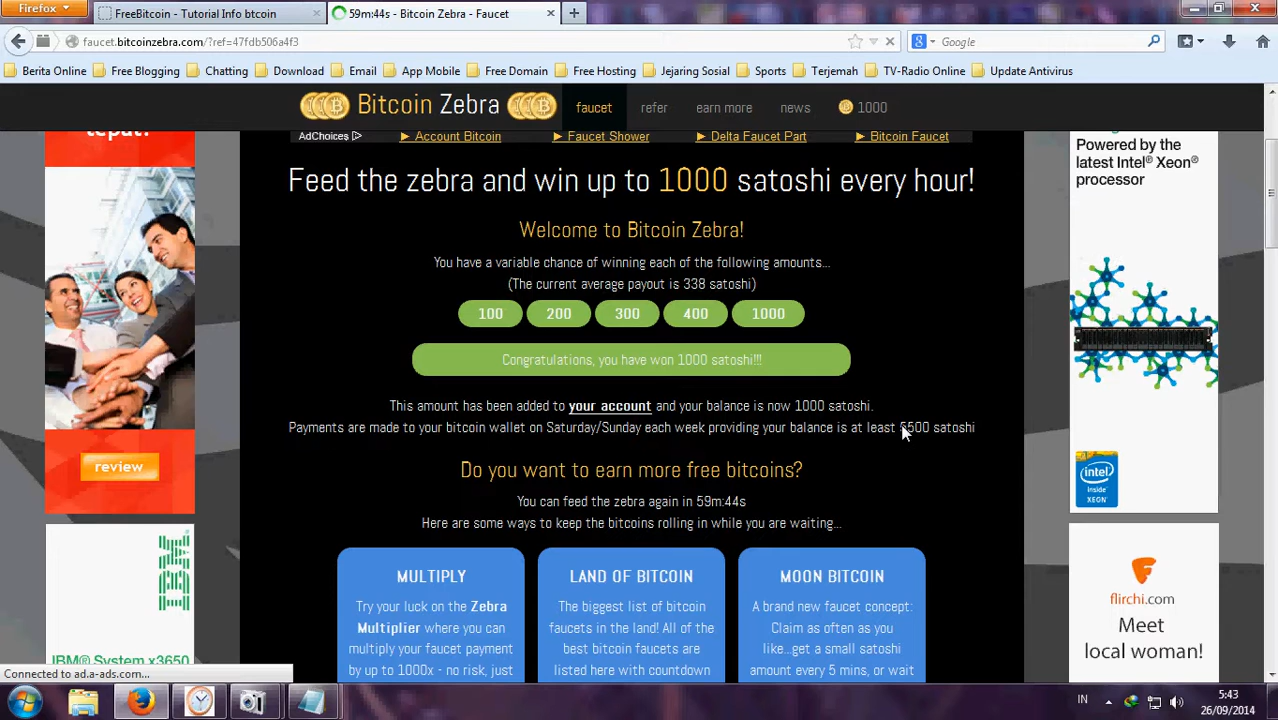 Firefox
FreeBitcoin - Tutorial Info btcoin
59m:44s - Bitcoin Zebra - Faucet
faucet.bitcoinzebra.com/?ref=47fdb506a4f3
Google
Berita Online Free Blogging Chatting Download Email App Mobile Free Domain Free Hosting Jejaring Sosial Sports Terjemah TV-Radio Online Update Antivirus
Bitcoin Zebra faucet refer earn more news 1000
AdChoices Account Bitcoin Faucet Shower Delta Faucet Part Bitcoin Faucet
Feed the zebra and win up to 1000 satoshi every hour!
Welcome to Bitcoin Zebra!
You have a variable chance of winning each of the following amounts...
(The current average payout is 338 satoshi)
100 200 300 400 1000
Congratulations, you have won 1000 satoshi!!!
This amount has been added to your account and your balance is now 1000 satoshi.
Payments are made to your bitcoin wallet on Saturday/Sunday each week providing your balance is at least 5500 satoshi
Do you want to earn more free bitcoins?
You can feed the zebra again in 59m:44s
Here are some ways to keep the bitcoins rolling in while you are waiting...
MULTIPLY
Try your luck on the Zebra
Multiplier where you can
multiply your faucet payment
by up to 1000x - no risk, just
LAND OF BITCOIN
The biggest list of bitcoin
faucets in the land! All of the
best bitcoin faucets are
listed here with countdown
MOON BITCOIN
A brand new faucet concept:
Claim as often as you
like...get a small satoshi
amount every 5 mins, or wait
tepat!
review
IBM
IBM® System x3650
Powered by the
latest Intel® Xeon®
processor
intel
inside
XEON®
flirchi.com
Meet
local woman!
Connected to ad.a-ads.com...
IN
5:43
26/09/2014